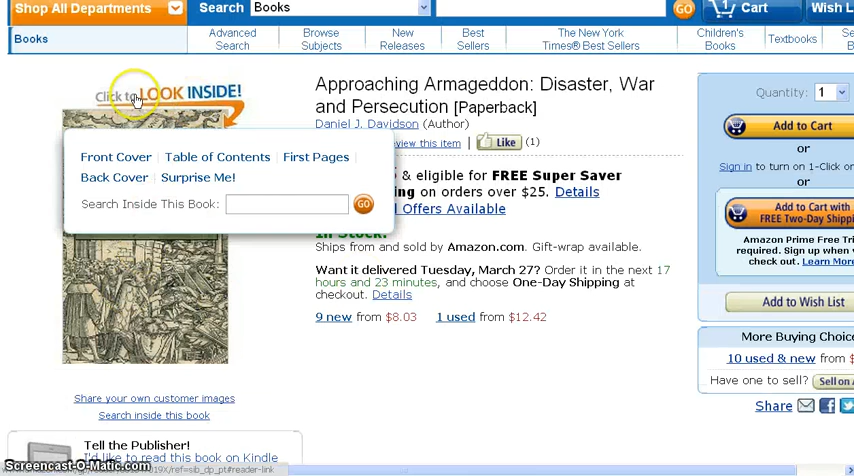 Shop All Departments
Search
Books
GO
1
Cart
Wish
Books
Advanced Search
Browse Subjects
New Releases
Best Sellers
The New York Times® Best Sellers
Children's Books
Textbooks
Click to LOOK INSIDE!
Approaching Armageddon: Disaster, War
and Persecution [Paperback]
Daniel J. Davidson (Author)
view this item | Like (1)
Front Cover | Table of Contents | First Pages
Back Cover | Surprise Me!
Search Inside This Book: GO
& eligible for FREE Super Saver
on orders over $25. Details
Offers Available
In Stock.
Ships from and sold by Amazon.com. Gift-wrap available.
Want it delivered Tuesday, March 27? Order it in the next 17
hours and 23 minutes, and choose One-Day Shipping at
checkout. Details
9 new from $8.03 1 used from $12.42
Quantity: 1
Add to Cart
or
Sign in to turn on 1-Click
or
Add to Cart with
FREE Two-Day
Amazon Prime Free
required. Sign up when
check out. Learn More
Add to Wish List
More Buying
10 used & new from
Have one to sell? Sell on
Share
Share your own customer images
Search inside this book
Tell the Publisher!
I'd like to read this book on Kindle
Screencast-O-Matic.com
/ref=sib_dp_pt#reader-link